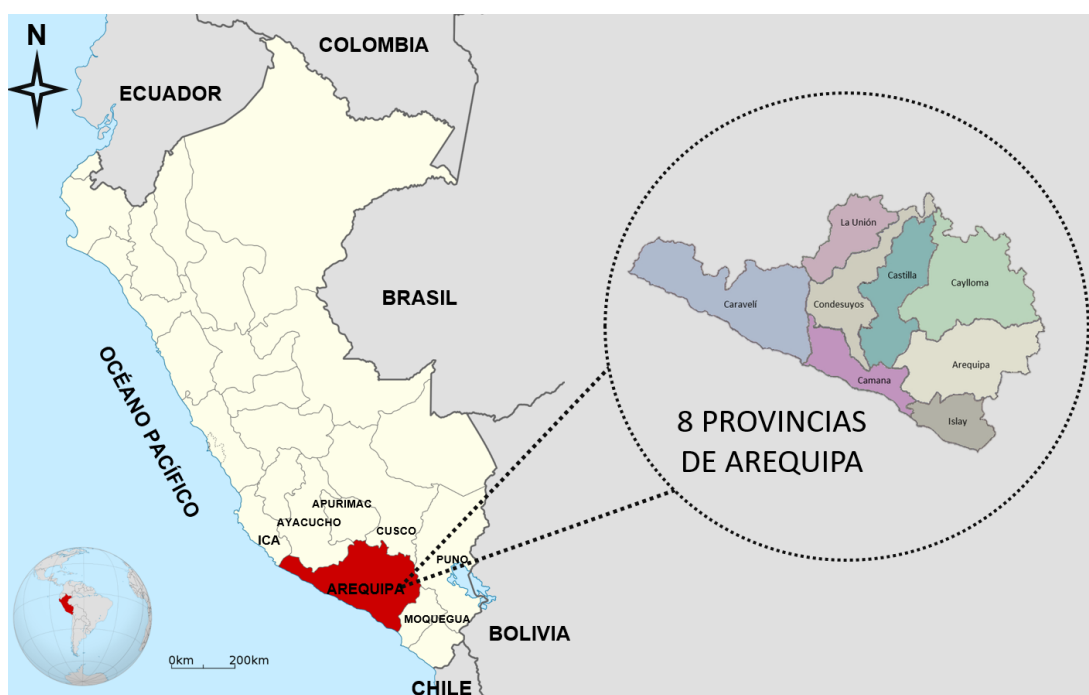 N
COLOMBIA
ECUADOR
BRASIL
OCÉANO PACÍFICO
APURIMAC
AYACUCHO
CUSCO
ICA
PUNO
AREQUIPA
MOQUEGUA
BOLIVIA
CHILE
0km 200km
La Unión
Castilla
Caylloma
Caravelí
Condesuyos
Arequipa
Camana
Islay
8 PROVINCIAS
DE AREQUIPA